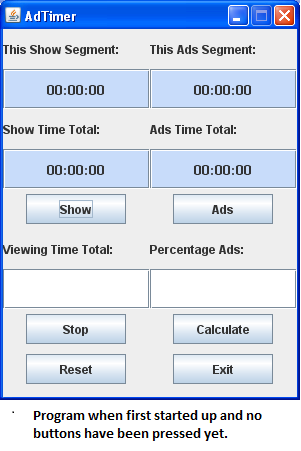 AdTimer
This Show Segment: This Ads Segment:
00:00:00 00:00:00
Show Time Total: Ads Time Total:
00:00:00 00:00:00
Show Ads
Viewing Time Total: Percentage Ads:
Stop Calculate
Reset Exit
Program when first started up and no
buttons have been pressed yet.